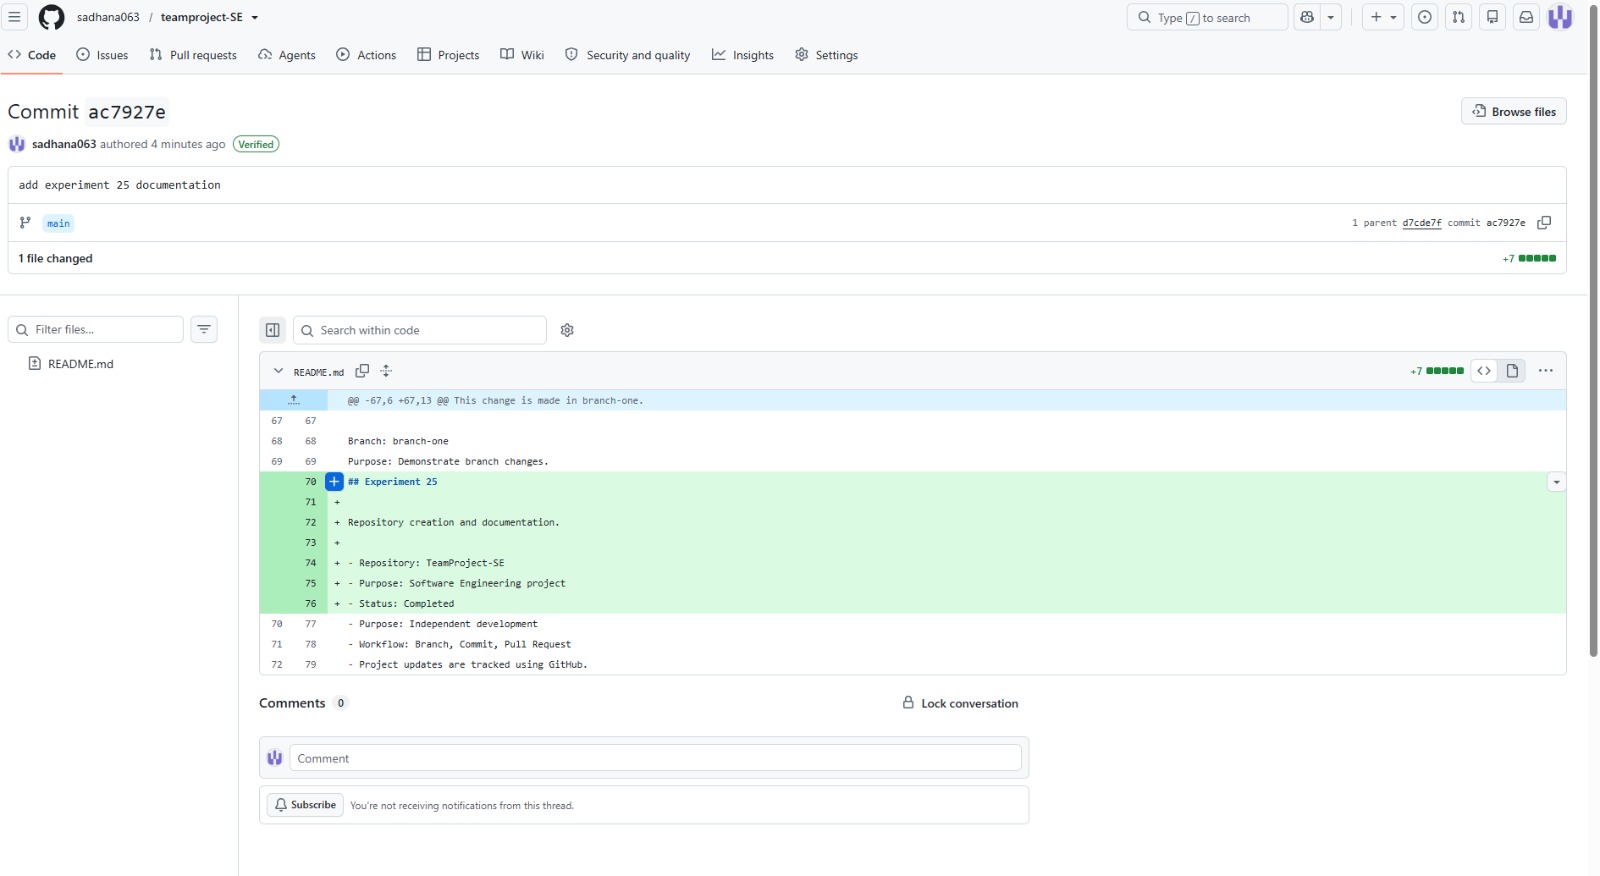 sadhana063 / teamproject-SE
Type / to search
Code Issues Pull requests Agents Actions Projects Wiki Security and quality Insights Settings
Commit ac7927e
Browse files
sadhana063 authored 4 minutes ago Verified
add experiment 25 documentation
main
1 parent d7cde7f commit ac7927e
1 file changed
+7
Filter files...
Search within code
README.md
README.md
+7
@@ -67,6 +67,13 @@ This change is made in branch-one.
67 67
68 68 Branch: branch-one
69 69 Purpose: Demonstrate branch changes.
70 + ## Experiment 25
71 +
72 + Repository creation and documentation.
73 +
74 + - Repository: TeamProject-SE
75 + - Purpose: Software Engineering project
76 + - Status: Completed
70 77 - Purpose: Independent development
71 78 - Workflow: Branch, Commit, Pull Request
72 79 - Project updates are tracked using GitHub.
Comments 0
Lock conversation
Comment
Subscribe You're not receiving notifications from this thread.